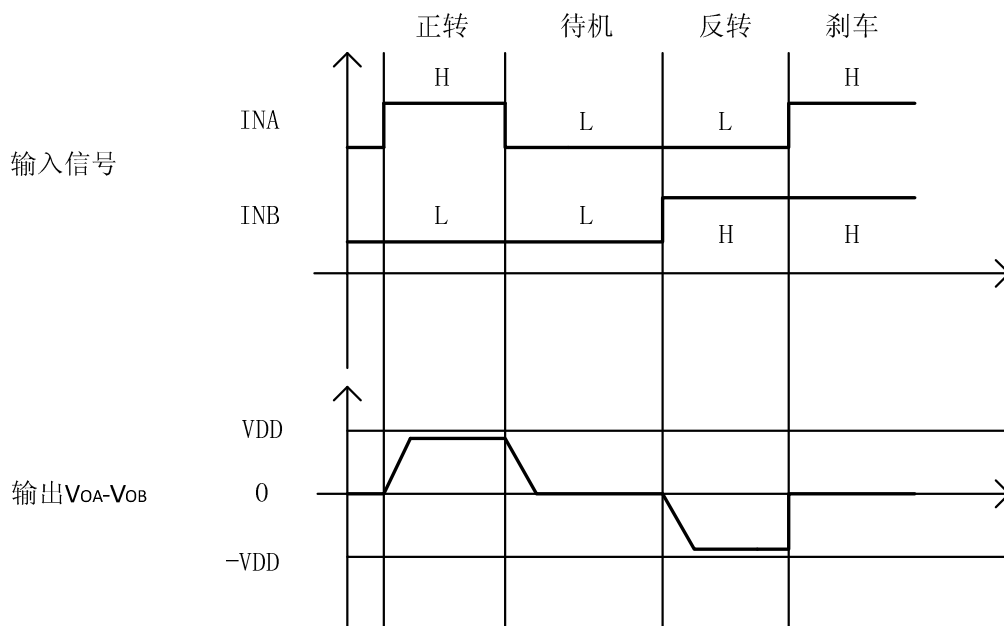 正转 待机 反转 刹车
H H
INA L L
输入信号
INB L L
H H
VDD
输出VOA-VOB 0
-VDD